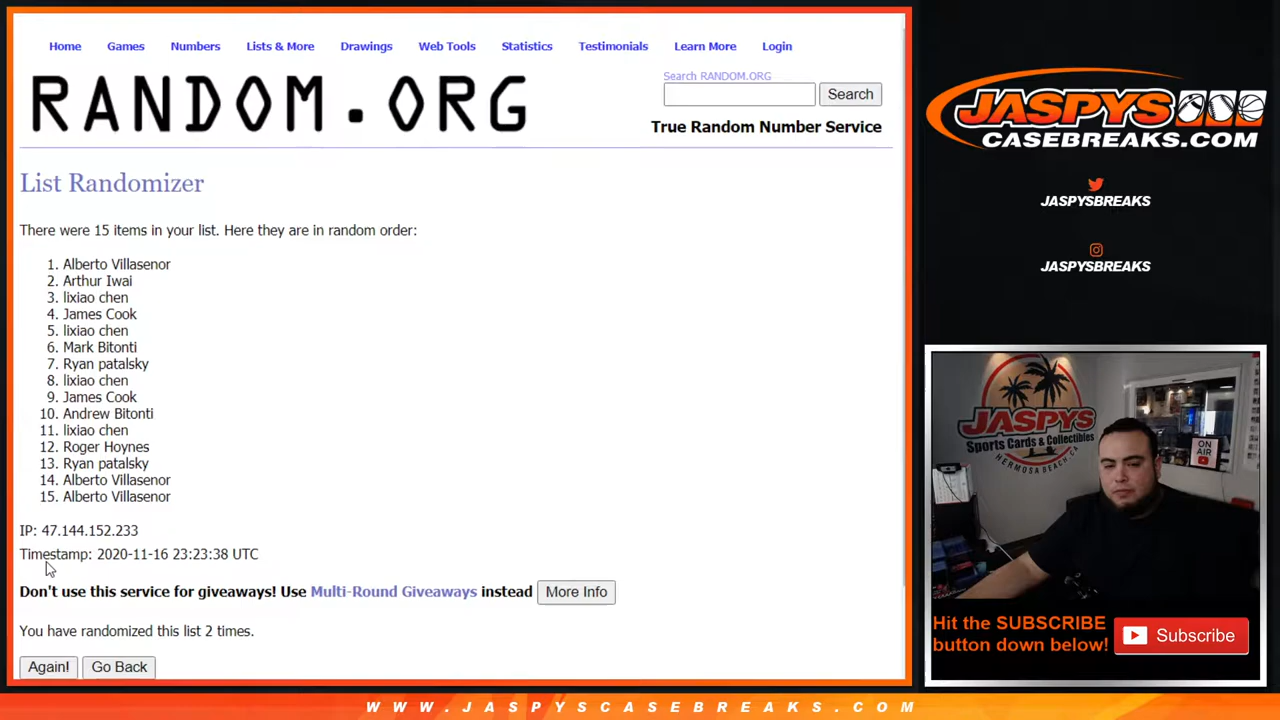 Home Games Numbers Lists & More Drawings Web Tools Statistics Testimonials Learn More Login
RANDOM.ORG
Search RANDOM.ORG
Search
True Random Number Service
List Randomizer
There were 15 items in your list. Here they are in random order:
1. Alberto Villasenor
2. Arthur Iwai
3. lixiao chen
4. James Cook
5. lixiao chen
6. Mark Bitonti
7. Ryan patalsky
8. lixiao chen
9. James Cook
10. Andrew Bitonti
11. lixiao chen
12. Roger Hoynes
13. Ryan patalsky
14. Alberto Villasenor
15. Alberto Villasenor
IP: 47.144.152.233
Timestamp: 2020-11-16 23:23:38 UTC
Don't use this service for giveaways! Use Multi-Round Giveaways instead More Info
You have randomized this list 2 times.
Again! Go Back
JASPYS
CASEBREAKS.COM
JASPYSBREAKS
JASPYSBREAKS
JASPYS
Sports Cards & Collectibles
HERMOSA BEACH, CA
ON
AIR
Hit the SUBSCRIBE
button down below!
Subscribe
WWW.JASPYSCASEBREAKS.COM